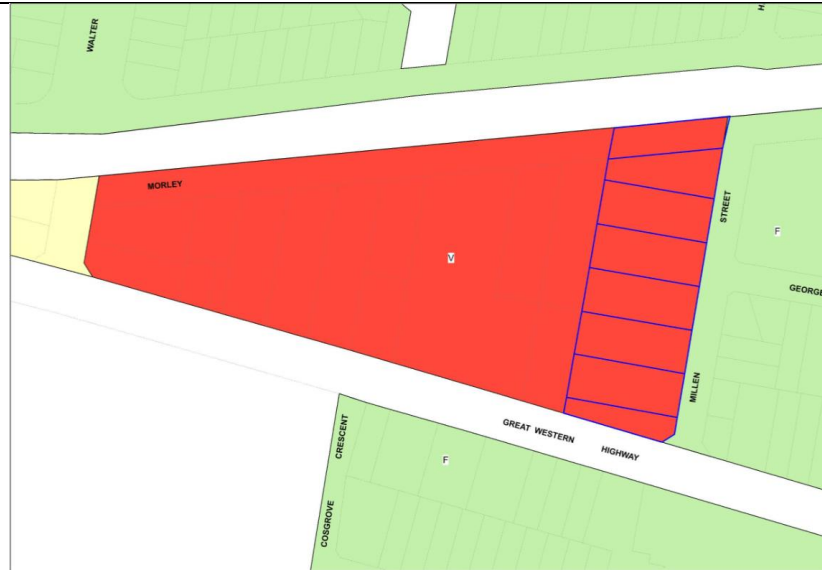 WALTER
H
MORLEY
V
STREET
F
GEORGE
MILLEN
CRESCENT
GREAT WESTERN
HIGHWAY
F
COSGROVE